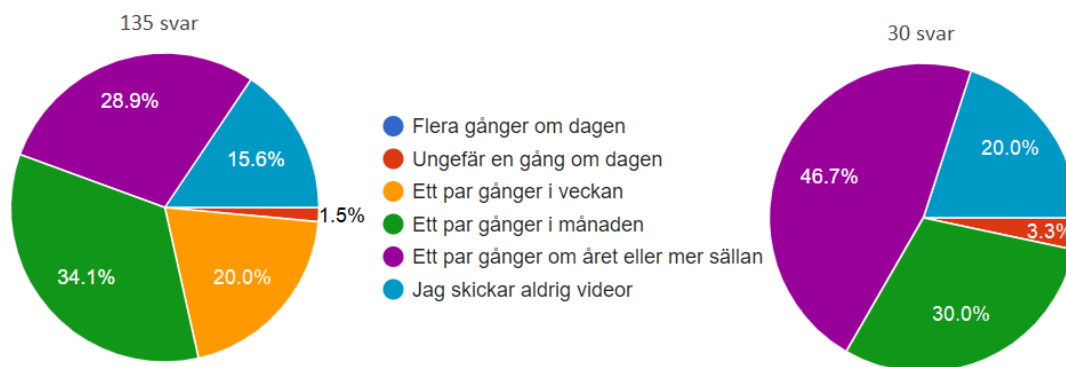 135 svar
28.9%
15.6%
1.5%
20.0%
34.1%
Flera gånger om dagen
Ungefär en gång om dagen
Ett par gånger i veckan
Ett par gånger i månaden
Ett par gånger om året eller mer sällan
Jag skickar aldrig videor
30 svar
46.7%
20.0%
3.3%
30.0%